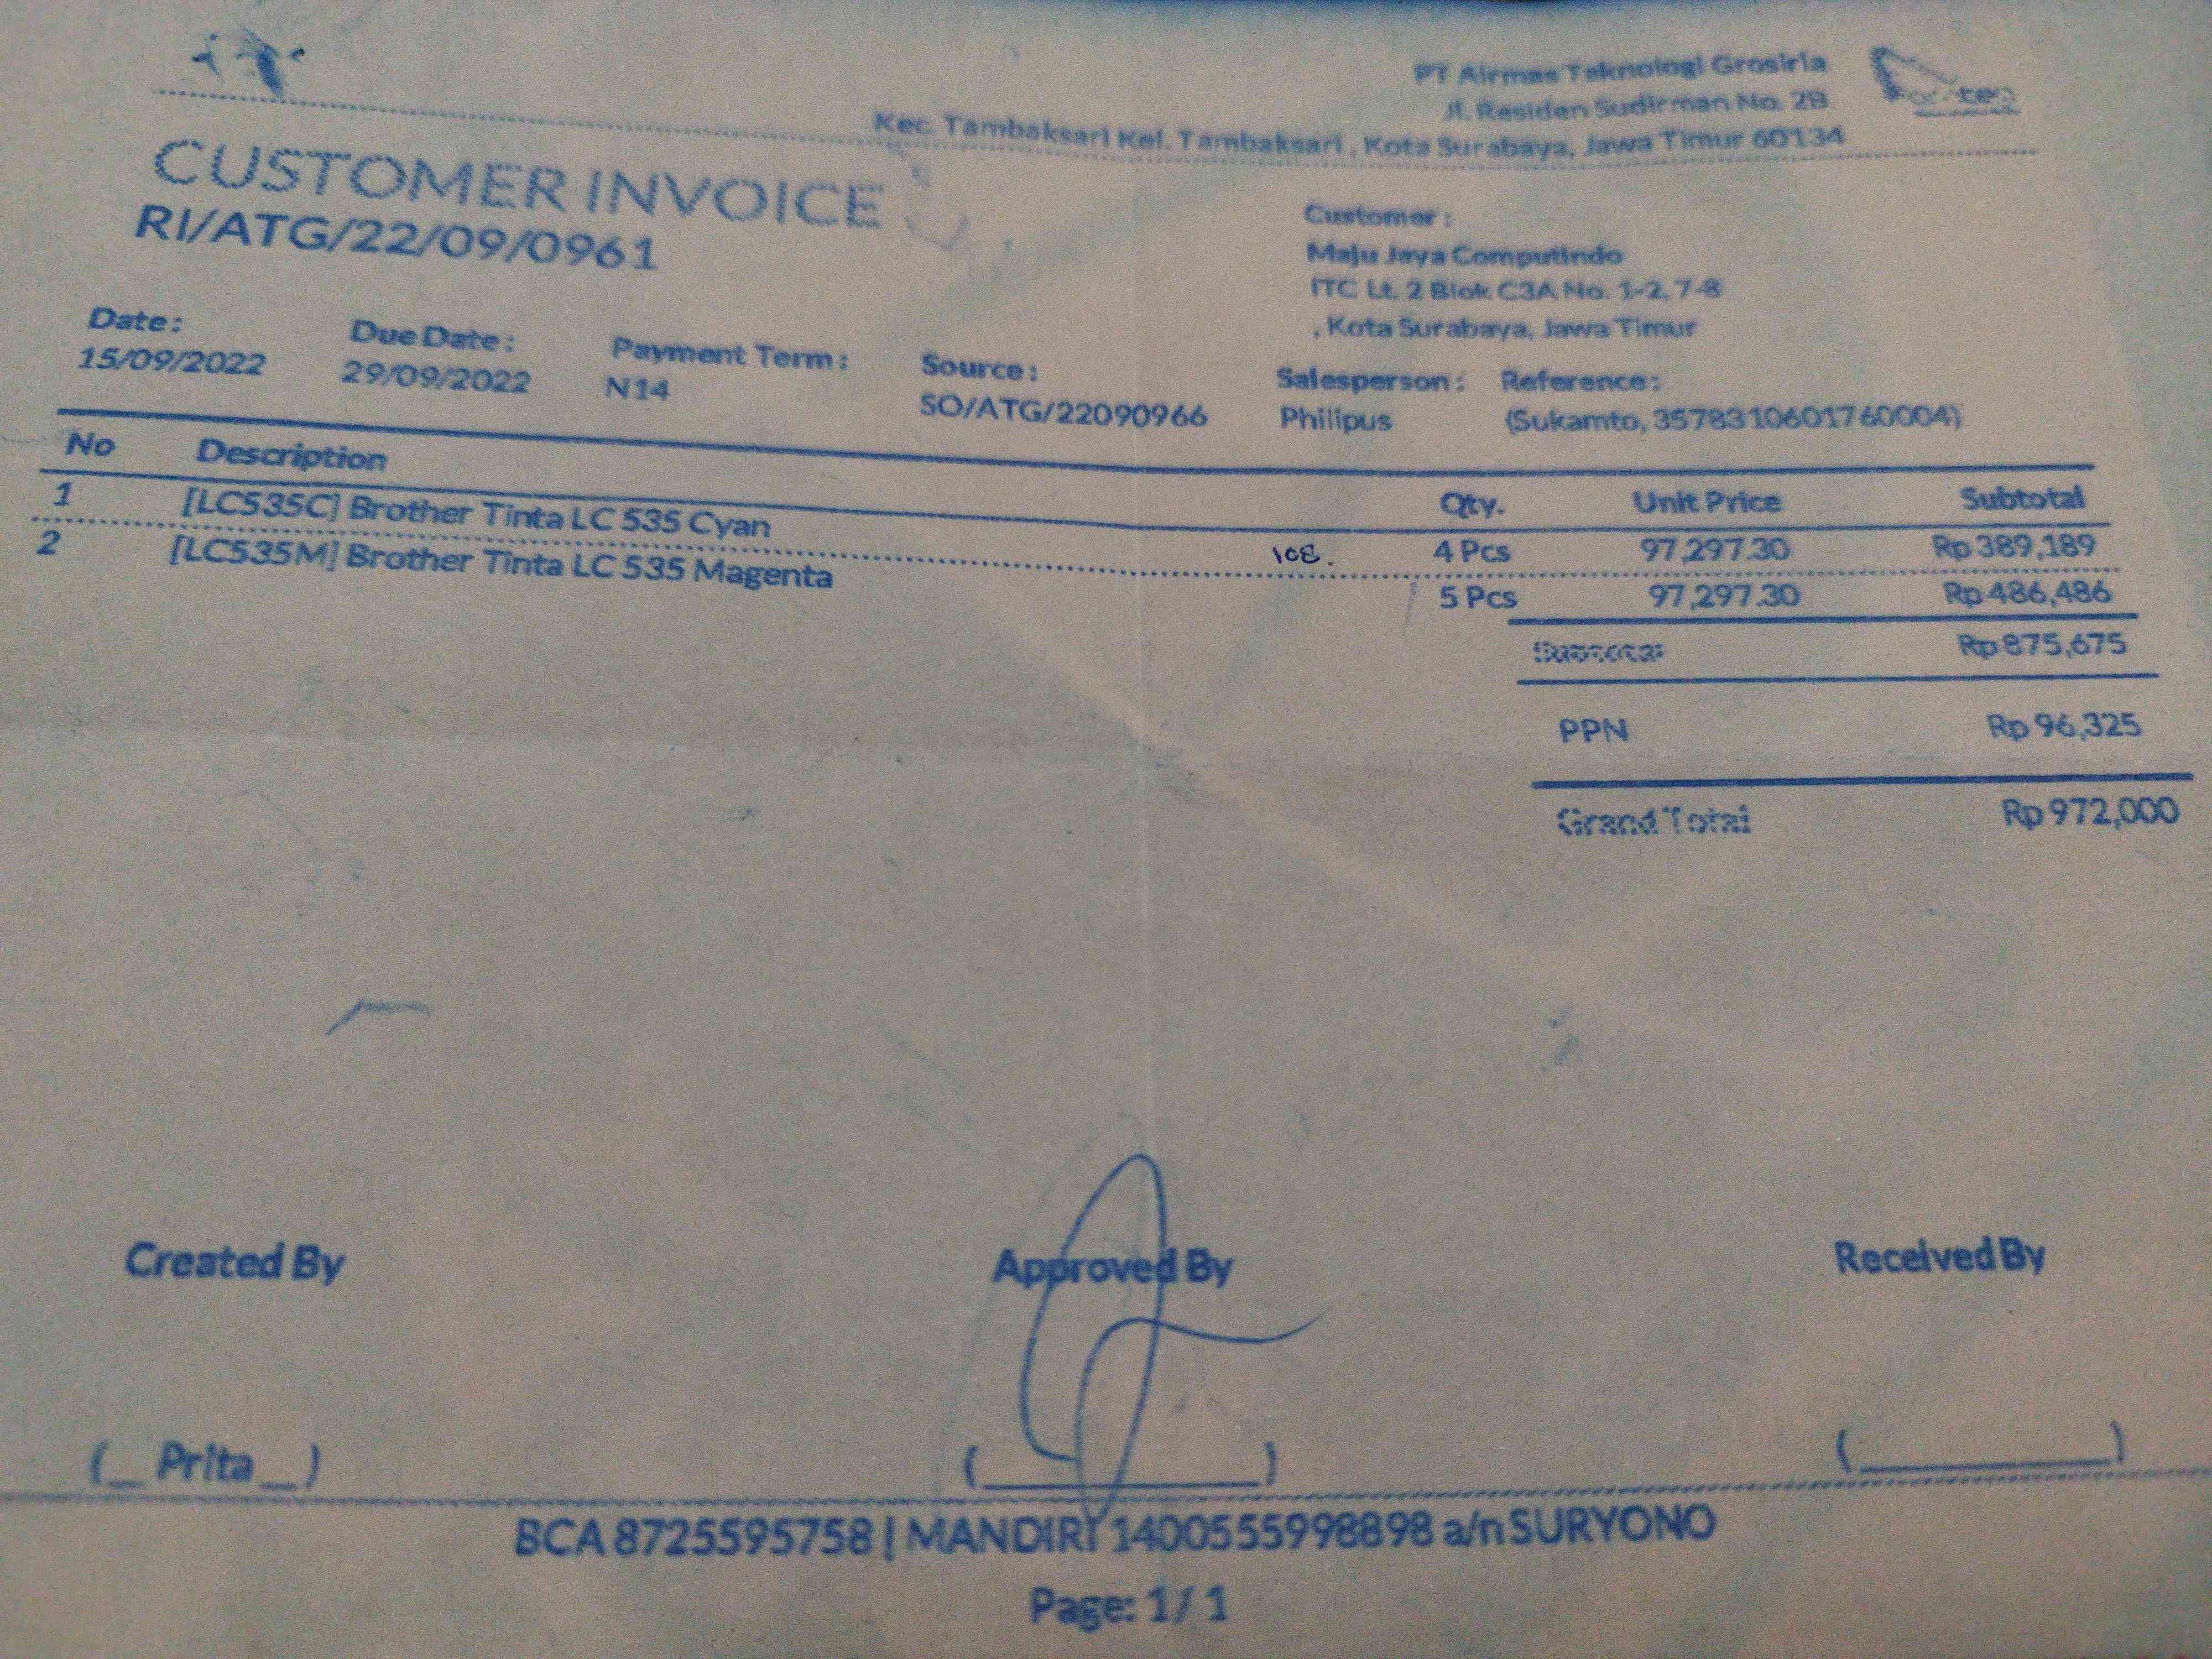 PT Airmas Teknologi Grosiria
Jl. Residen Sudirman No. 2B
Kec. Tambaksari Kel. Tambaksari , Kota Surabaya, Jawa Timur 60134
CUSTOMER INVOICE
RI/ATG/22/09/0961
Customer :
Maju Jaya Computindo
ITC Lt. 2 Blok C3A No. 1-2, 7-8
, Kota Surabaya, Jawa Timur
Date : Due Date : Payment Term : Source : Salesperson : Reference :
15/09/2022 29/09/2022 N14 SO/ATG/22090966 Philipus (Sukamto, 3578310601760004)
No Description Qty. Unit Price Subtotal
1 [LC535C] Brother Tinta LC 535 Cyan 4 Pcs 97,297.30 Rp 389,189
2 [LC535M] Brother Tinta LC 535 Magenta 5 Pcs 97,297.30 Rp 486,486
Subtotal Rp 875,675
PPN Rp 96,325
Grand Total Rp 972,000
Created By Approved By Received By
(_ Prita _) (__________) (__________)
BCA 8725595758 | MANDIRI 1400555998898 a/n SURYONO
Page: 1 / 1